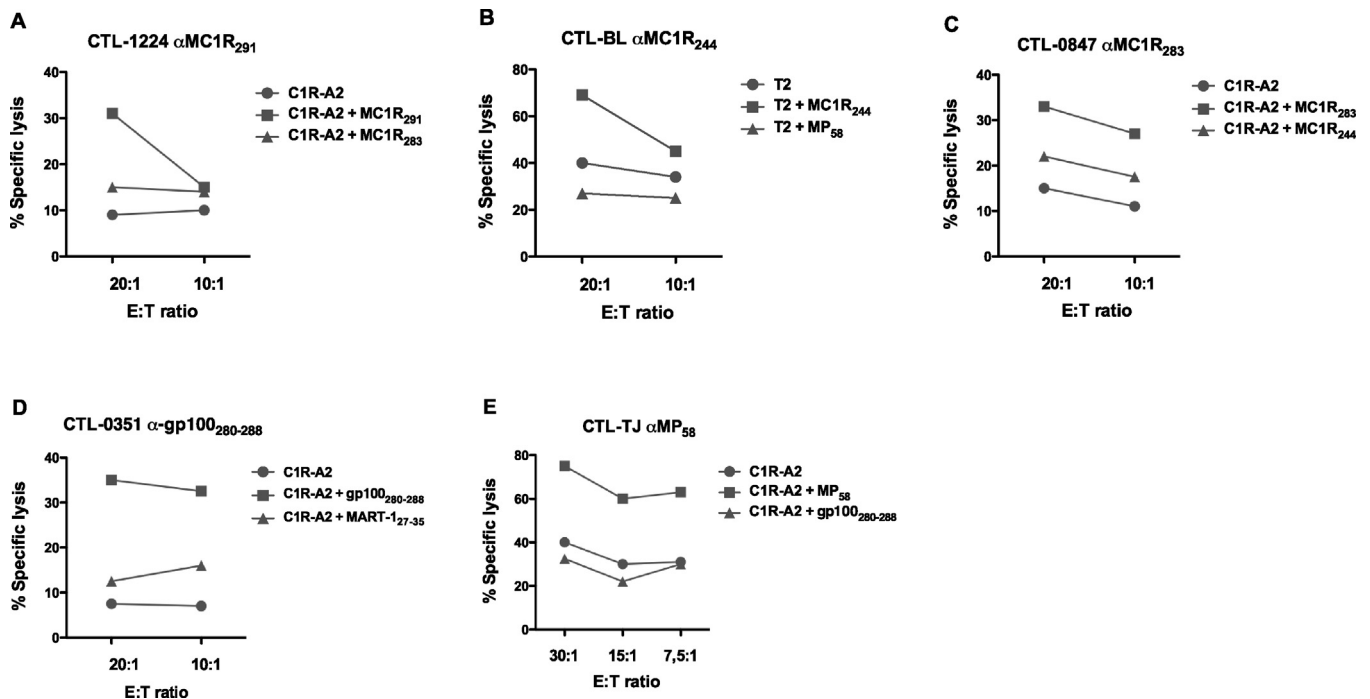 A
CTL-1224 αMC1R291
% Specific lysis
40
30
20
10
0
20:1 10:1
E:T ratio
C1R-A2
C1R-A2 + MC1R291
C1R-A2 + MC1R283
B
CTL-BL αMC1R244
% Specific lysis
80
60
40
20
0
20:1 10:1
E:T ratio
T2
T2 + MC1R244
T2 + MP58
C
CTL-0847 αMC1R283
% Specific lysis
40
30
20
10
0
20:1 10:1
E:T ratio
C1R-A2
C1R-A2 + MC1R283
C1R-A2 + MC1R244
D
CTL-0351 α-gp100280-288
% Specific lysis
40
30
20
10
0
20:1 10:1
E:T ratio
C1R-A2
C1R-A2 + gp100280-288
C1R-A2 + MART-127-35
E
CTL-TJ αMP58
% Specific lysis
80
60
40
20
0
30:1 15:1 7,5:1
E:T ratio
C1R-A2
C1R-A2 + MP58
C1R-A2 + gp100280-288